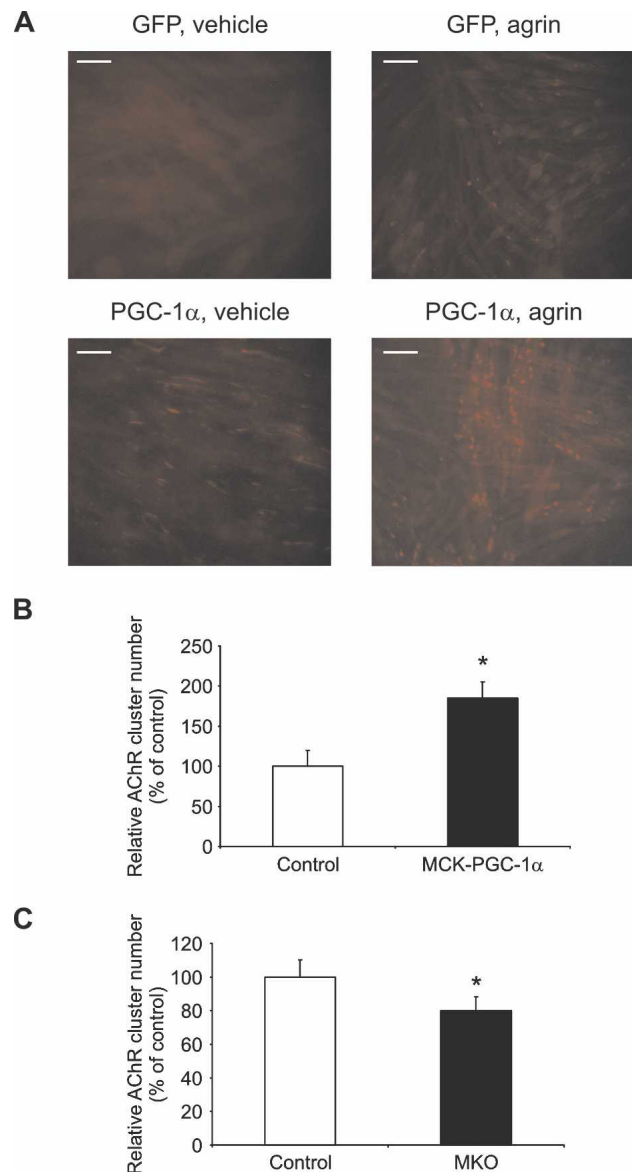 A
GFP, vehicle
GFP, agrin
PGC-1α, vehicle
PGC-1α, agrin
B
Relative AChR cluster number
(% of control)
250
200
150
100
50
0
*
Control
MCK-PGC-1α
C
Relative AChR cluster number
(% of control)
120
100
80
60
40
20
0
*
Control
MKO